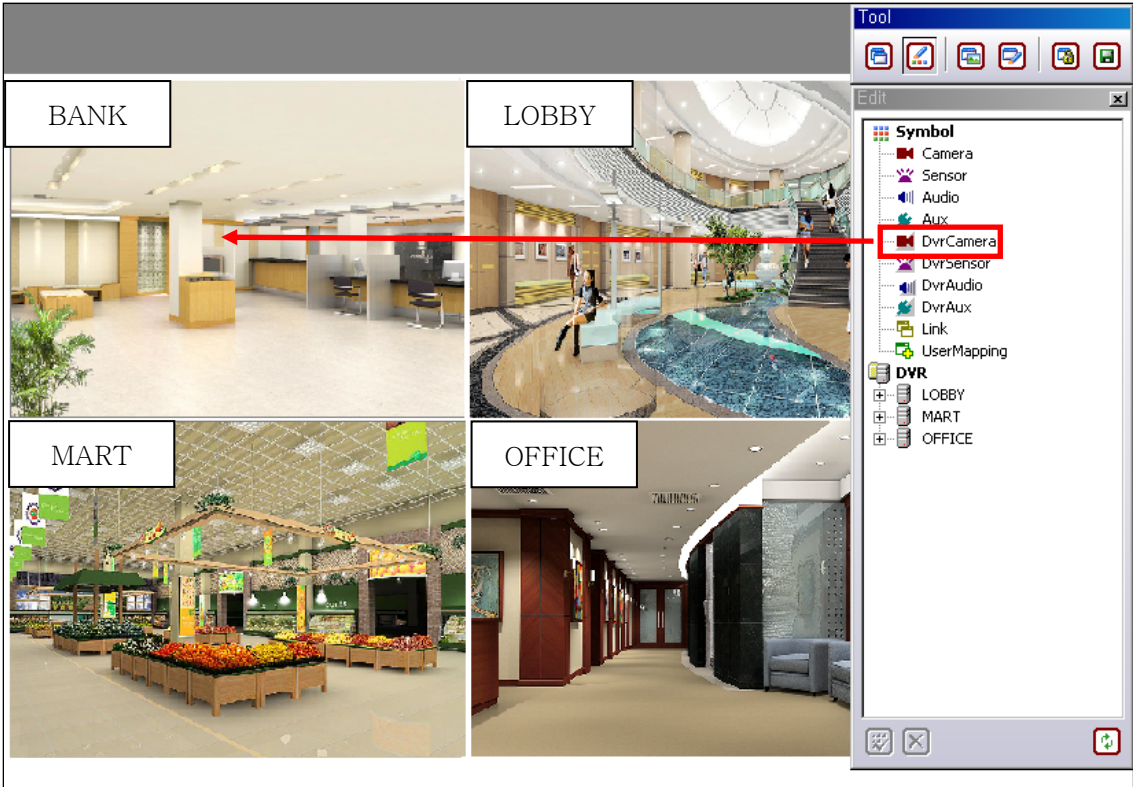 Tool
Edit
BANK
LOBBY
MART
OFFICE
Symbol
Camera
Sensor
Audio
Aux
DvrCamera
DvrSensor
DvrAudio
DvrAux
Link
UserMapping
DVR
LOBBY
MART
OFFICE